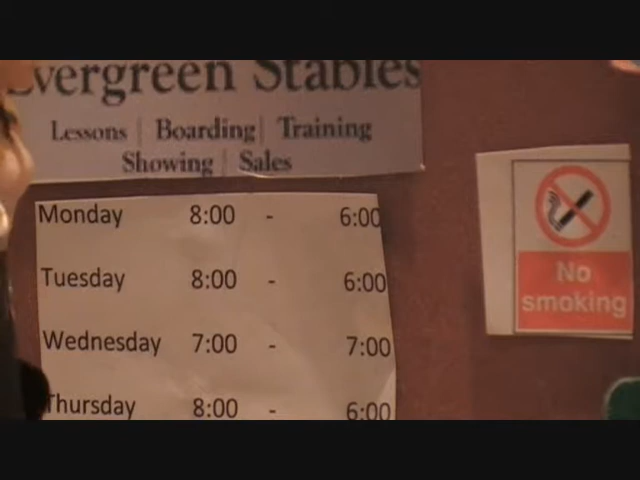 Evergreen Stables
Lessons | Boarding | Training
Showing | Sales
Monday 8:00 - 6:00
Tuesday 8:00 - 6:00
Wednesday 7:00 - 7:00
Thursday 8:00 - 6:00
No
smoking